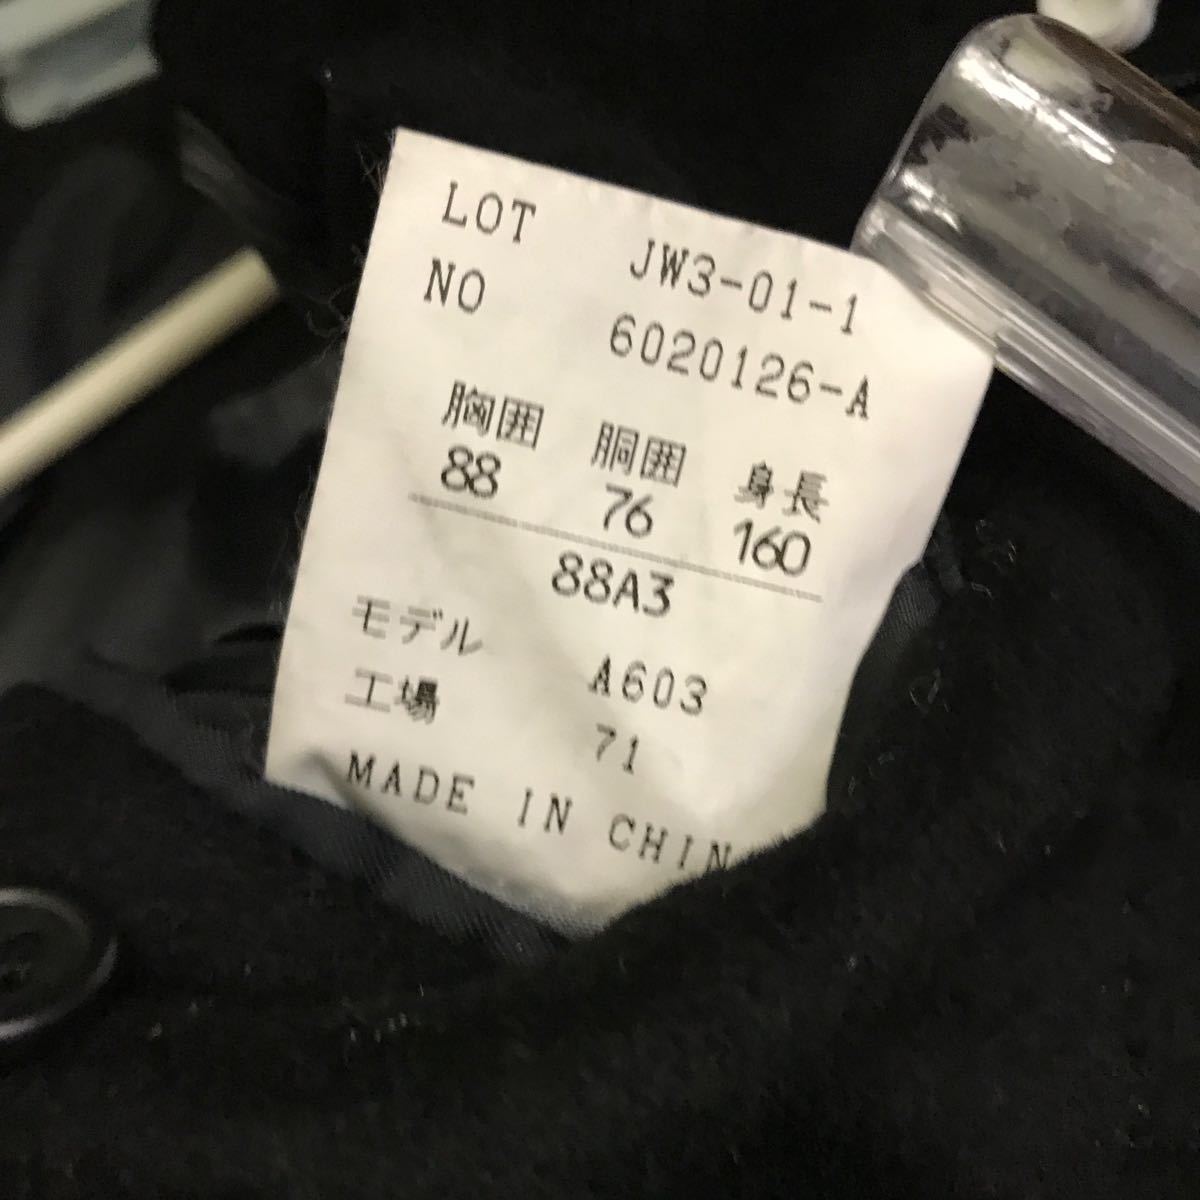 LOT JW3-01-1
NO 6020126-A
胸囲 胴囲 身長
88 76 160
88A3
モデル A603
工場 71
MADE IN CHIN